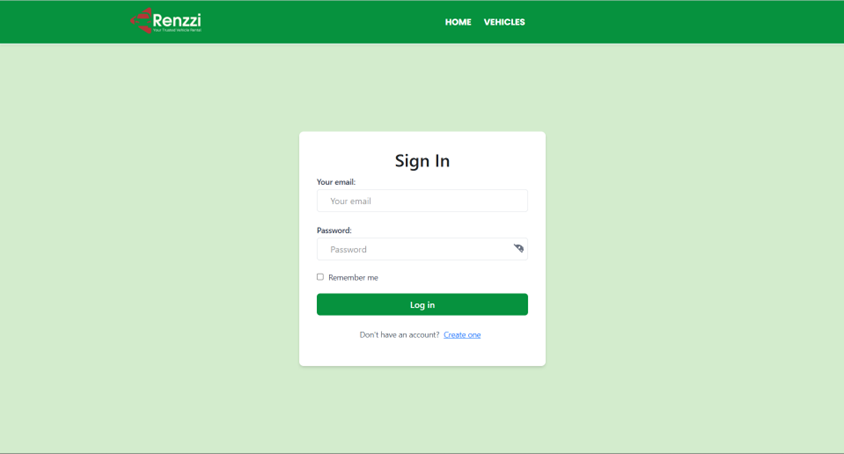 Renzzi
Your Trusted Vehicle Rental
HOME VEHICLES
Sign In
Your email:
Your email
Password:
Password
Remember me
Log in
Don't have an account? Create one